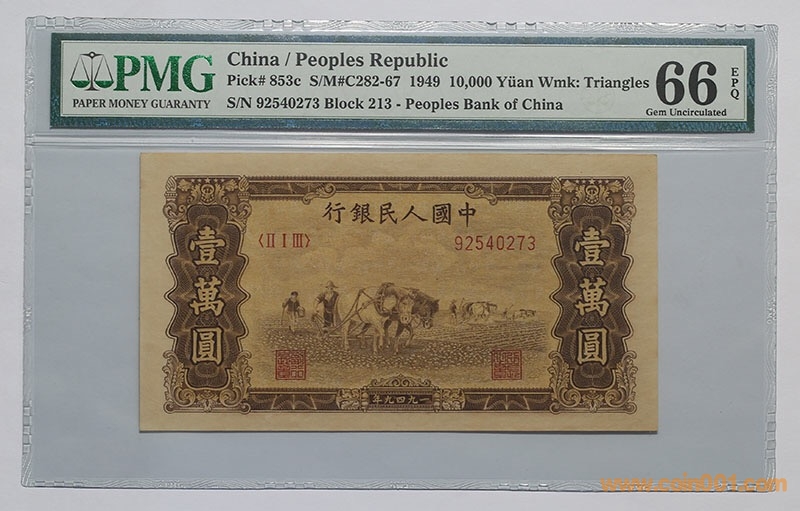 PMG
PAPER MONEY GUARANTY
China / Peoples Republic
Pick# 853c S/M#C282-67 1949 10,000 Yüan Wmk: Triangles
S/N 92540273 Block 213 - Peoples Bank of China
66
EPQ
Gem Uncirculated
行銀民人國中
〈II I III〉
92540273
壹萬圓
壹萬圓
年九四九一
www.coin001.com